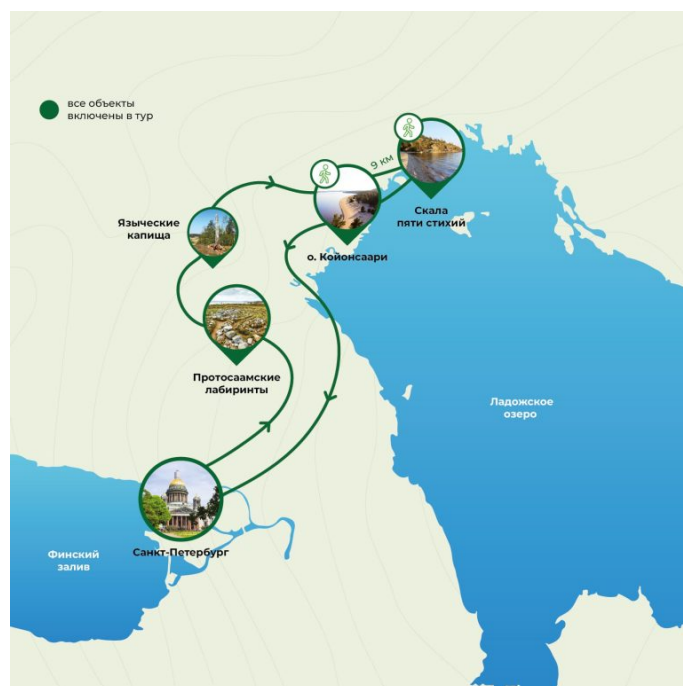 все объекты
включены в тур
9 км
Скала
пяти стихий
Языческие
капища
о. Койонсаари
Протосаамские
лабиринты
Ладожское
озеро
Санкт-Петербург
Финский
залив